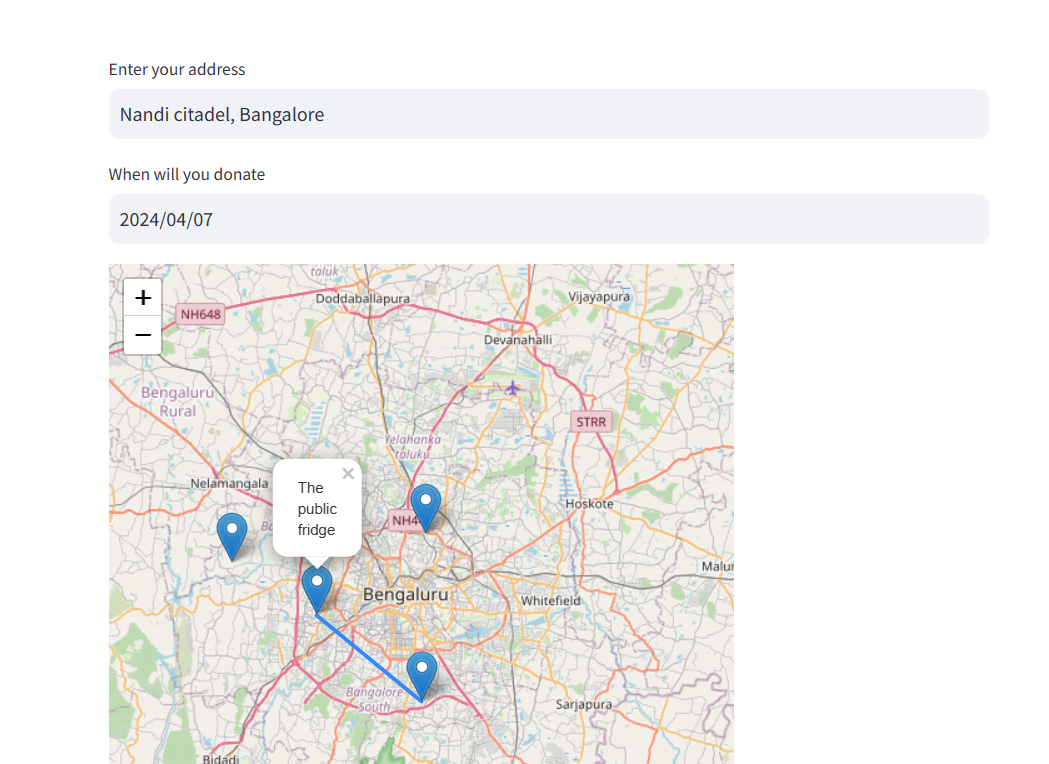 Enter your address
Nandi citadel, Bangalore
When will you donate
2024/04/07
+
−
taluk
Doddaballapura
Vijayapura
NH648
Devanahalli
Bengaluru
Rural
STRR
Yelahanka
taluku
Nelamangala
×
The
public
fridge
Hoskote
NH4
Bengaluru
Whitefield
Bangalore
South
Sarjapura
Bidadi